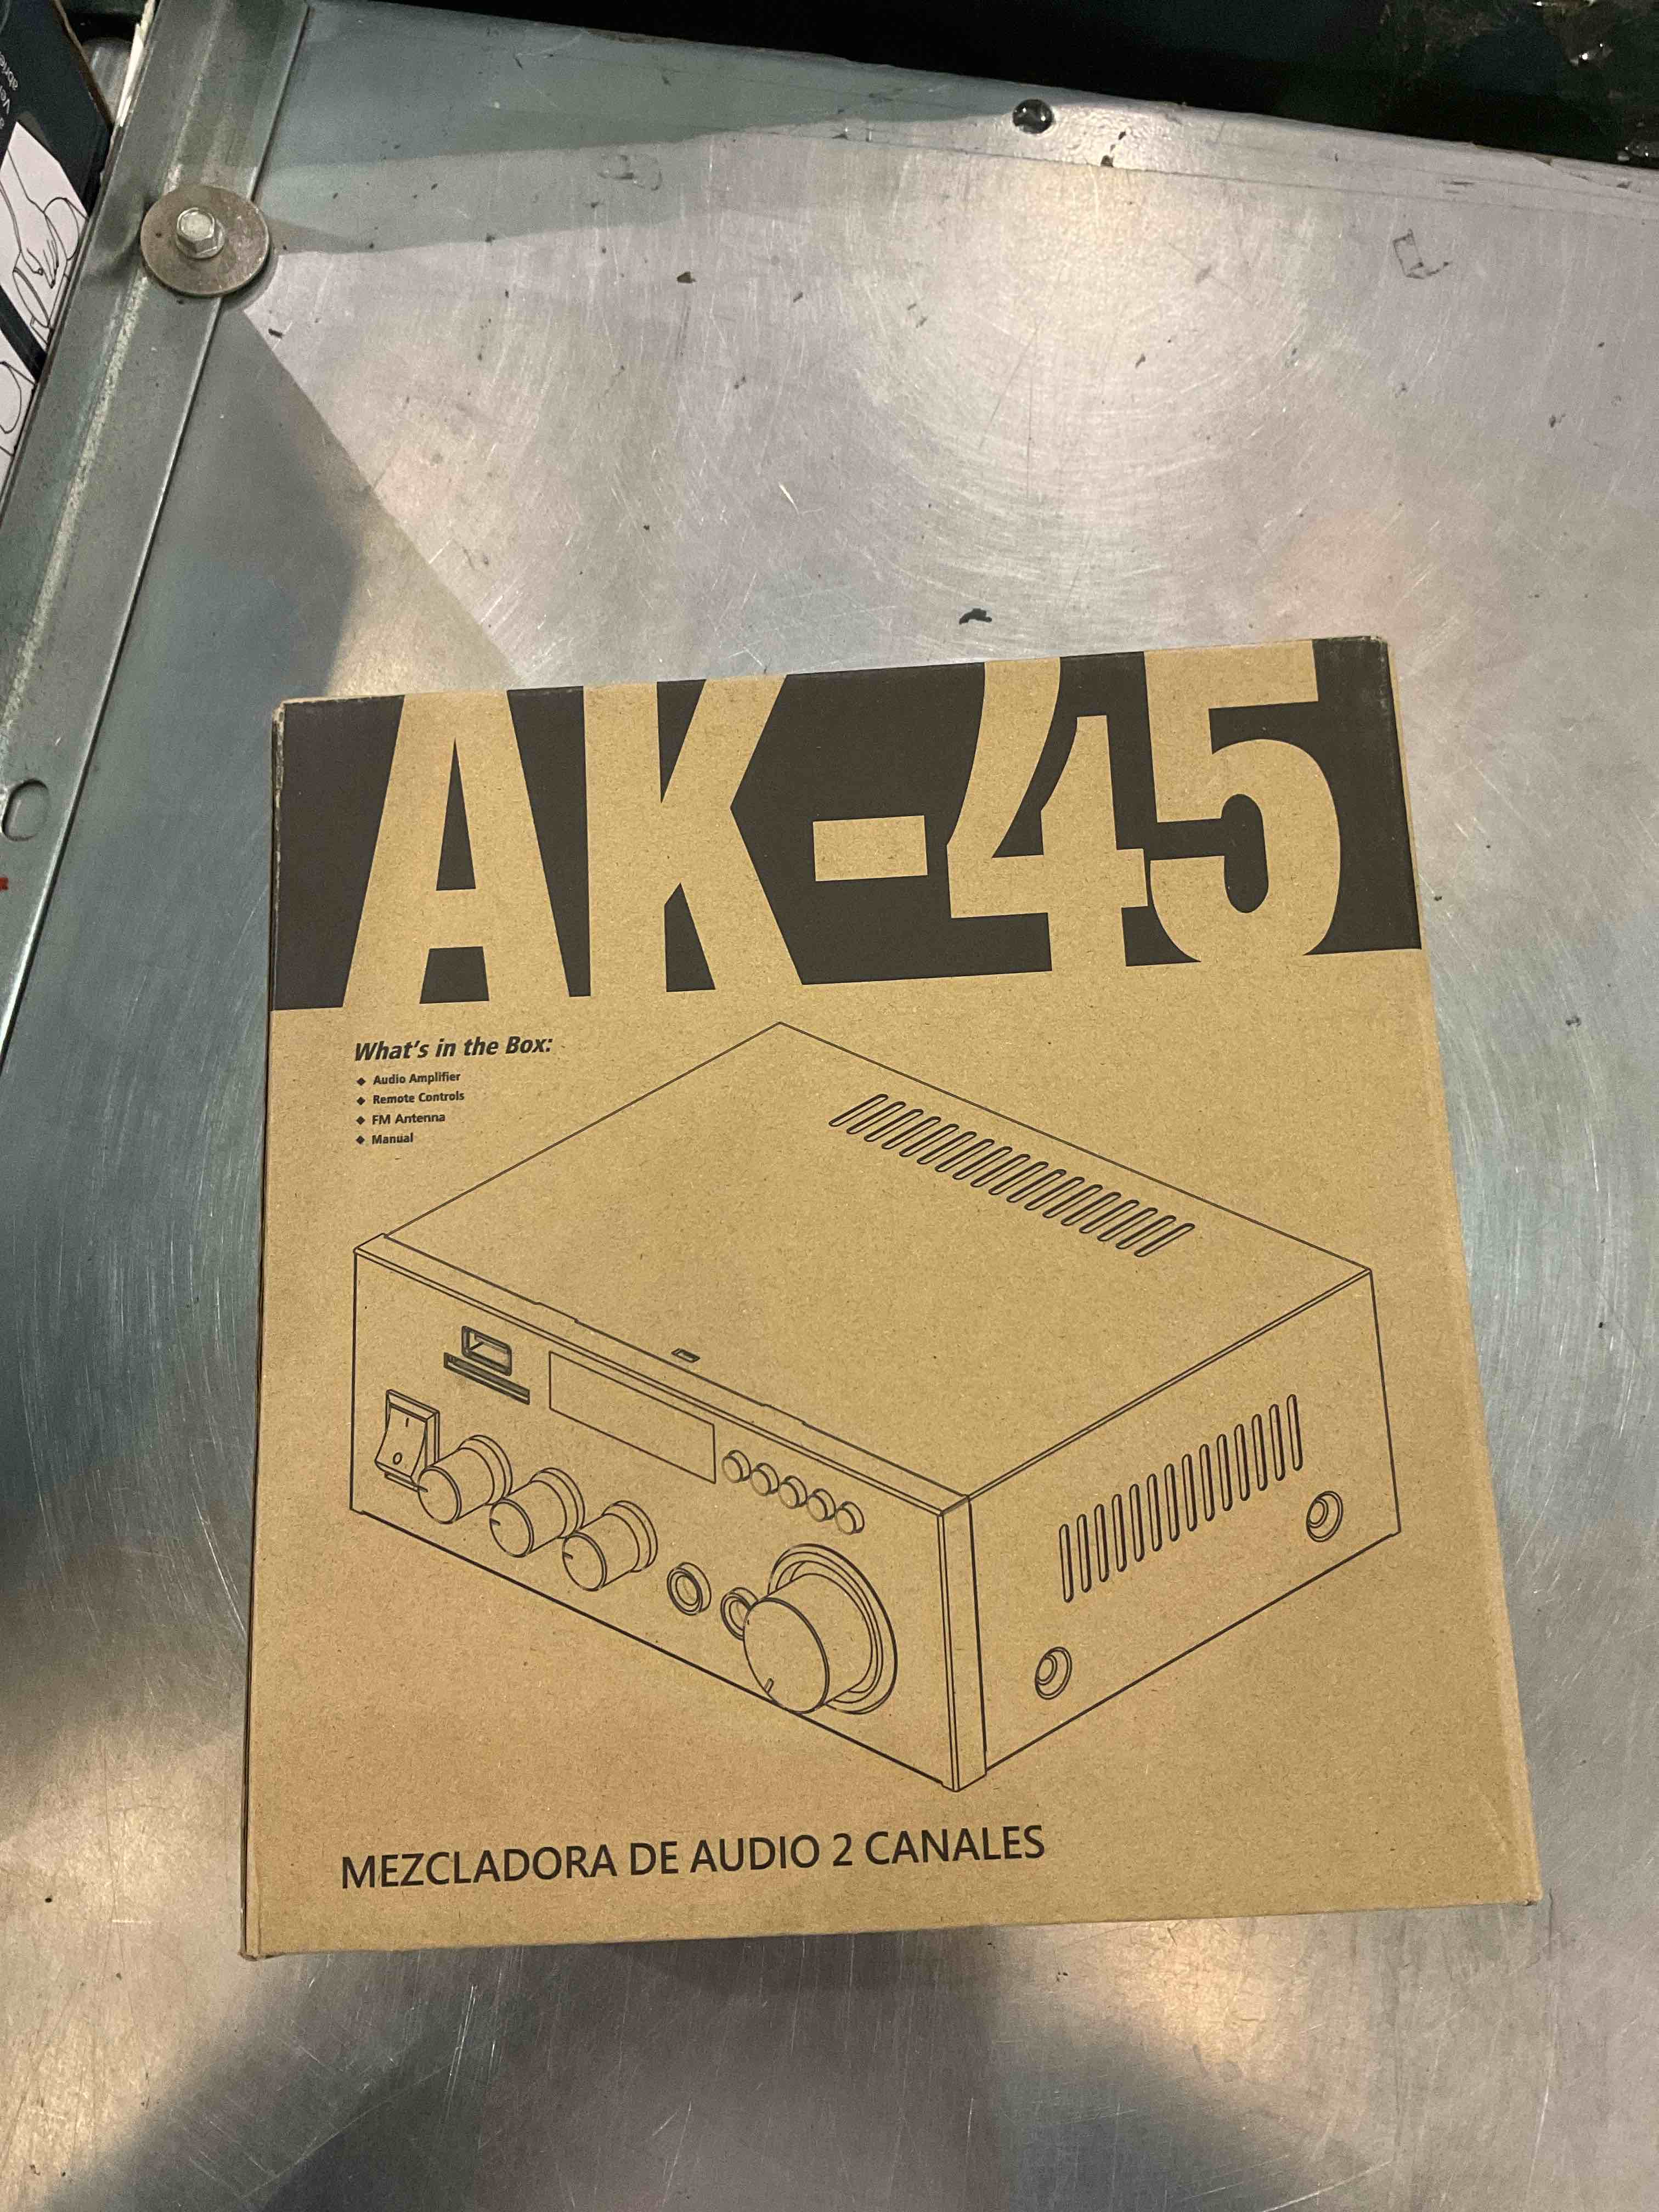 AK-45
What's in the Box:
◆ Audio Amplifier
◆ Remote Controls
◆ FM Antenna
◆ Manual
MEZCLADORA DE AUDIO 2 CANALES